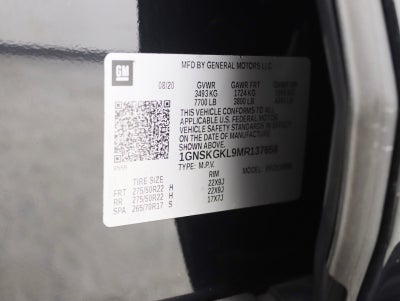 GM
MFD BY GENERAL MOTORS LLC
08/20 GVWR GAWR FRT GAWR RR
3493 KG 1724 KG
7700 LB 3800 LB
THIS VEHICLE CONFORMS TO ALL
APPLICABLE U.S. FEDERAL MOTOR
VEHICLE SAFETY STANDARDS IN EFFECT
ON THE DATE OF MANUFACTURE
SHOWN ABOVE.
1GNSKGKL9MR137658
TYPE: M.P.V.
TIRE SIZE RIM
FRT 275/50R22 H 22X9J
RR 275/50R22 H 22X9J
SPA 265/70R17 S 17X7J